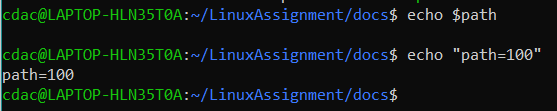 cdac@LAPTOP-HLN35T0A:~/LinuxAssignment/docs$ echo $path
cdac@LAPTOP-HLN35T0A:~/LinuxAssignment/docs$ echo "path=100"
path=100
cdac@LAPTOP-HLN35T0A:~/LinuxAssignment/docs$